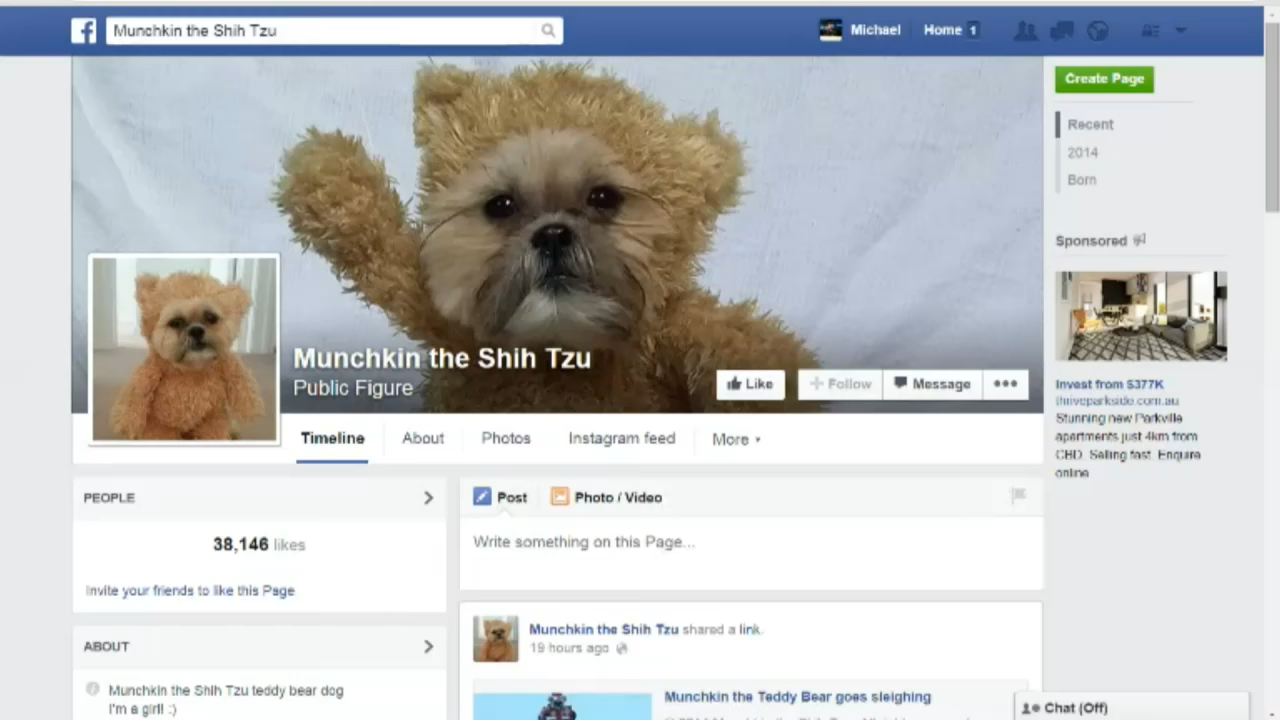 f
Munchkin the Shih Tzu
Michael
Home 1
Create Page
Recent
2014
Born
Sponsored
Munchkin the Shih Tzu
Public Figure
Like
Follow
Message
Invest from $377K
thriveparkside.com.au
Stunning new Parkville
apartments just 4km from
CBD. Selling fast. Enquire
online
Timeline
About
Photos
Instagram feed
More
PEOPLE
38,146 likes
Invite your friends to like this Page
ABOUT
Munchkin the Shih Tzu teddy bear dog
I'm a girl! :)
Post
Photo / Video
Write something on this Page...
Munchkin the Shih Tzu shared a link.
19 hours ago
Munchkin the Teddy Bear goes sleighing
Chat (Off)